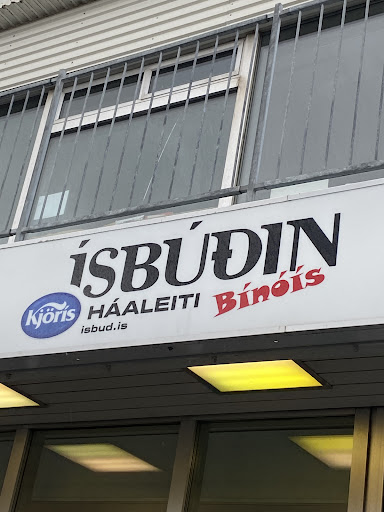 ÍSBÚÐIN
Kjörís HÁALEITI Bínóís
isbud.is